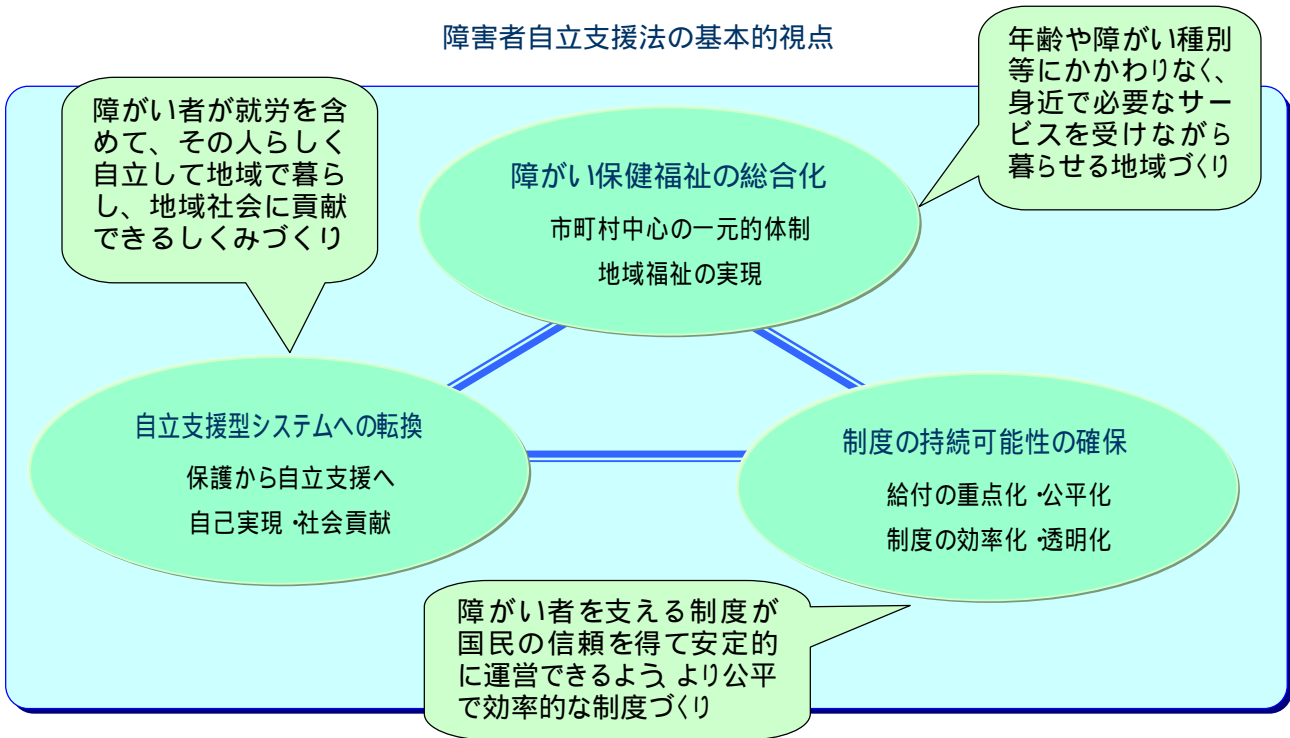 障害者自立支援法の基本的視点
年齢や障がい種別
等にかかわりなく、
身近で必要なサー
ビスを受けながら
暮らせる地域づくり
障がい者が就労を含
めて、その人らしく
自立して地域で暮ら
し、地域社会に貢献
できるしくみづくり
障がい保健福祉の総合化
市町村中心の一元的体制
地域福祉の実現
自立支援型システムへの転換
保護から自立支援へ
自己実現・社会貢献
制度の持続可能性の確保
給付の重点化・公平化
制度の効率化・透明化
障がい者を支える制度が
国民の信頼を得て安定的
に運営できるよう、より公平
で効率的な制度づくり